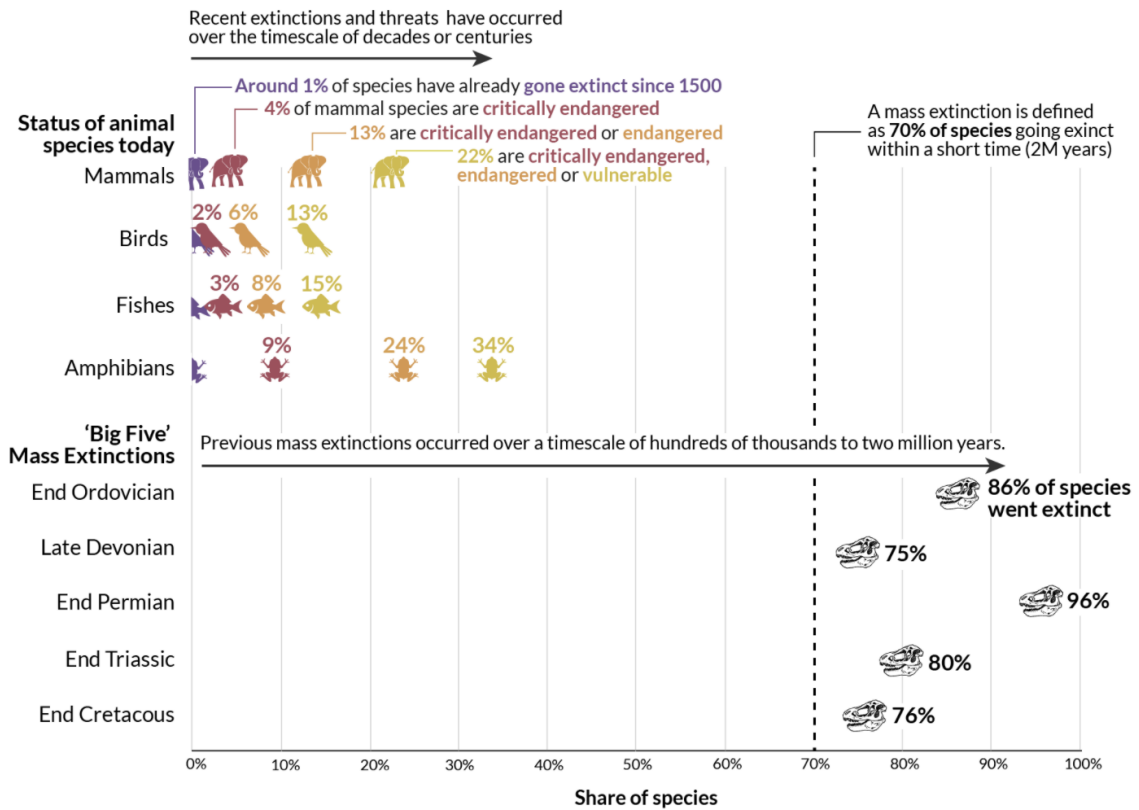 Recent extinctions and threats have occurred
over the timescale of decades or centuries
Around 1% of species have already gone extinct since 1500
4% of mammal species are critically endangered
13% are critically endangered or endangered
22% are critically endangered,
endangered or vulnerable
A mass extinction is defined
as 70% of species going exinct
within a short time (2M years)
Status of animal
species today
Mammals
Birds
2% 6% 13%
Fishes
3% 8% 15%
Amphibians
9% 24% 34%
‘Big Five’
Mass Extinctions
Previous mass extinctions occurred over a timescale of hundreds of thousands to two million years.
End Ordovician
86% of species
went extinct
Late Devonian
75%
End Permian
96%
End Triassic
80%
End Cretacous
76%
0% 10% 20% 30% 40% 50% 60% 70% 80% 90% 100%
Share of species